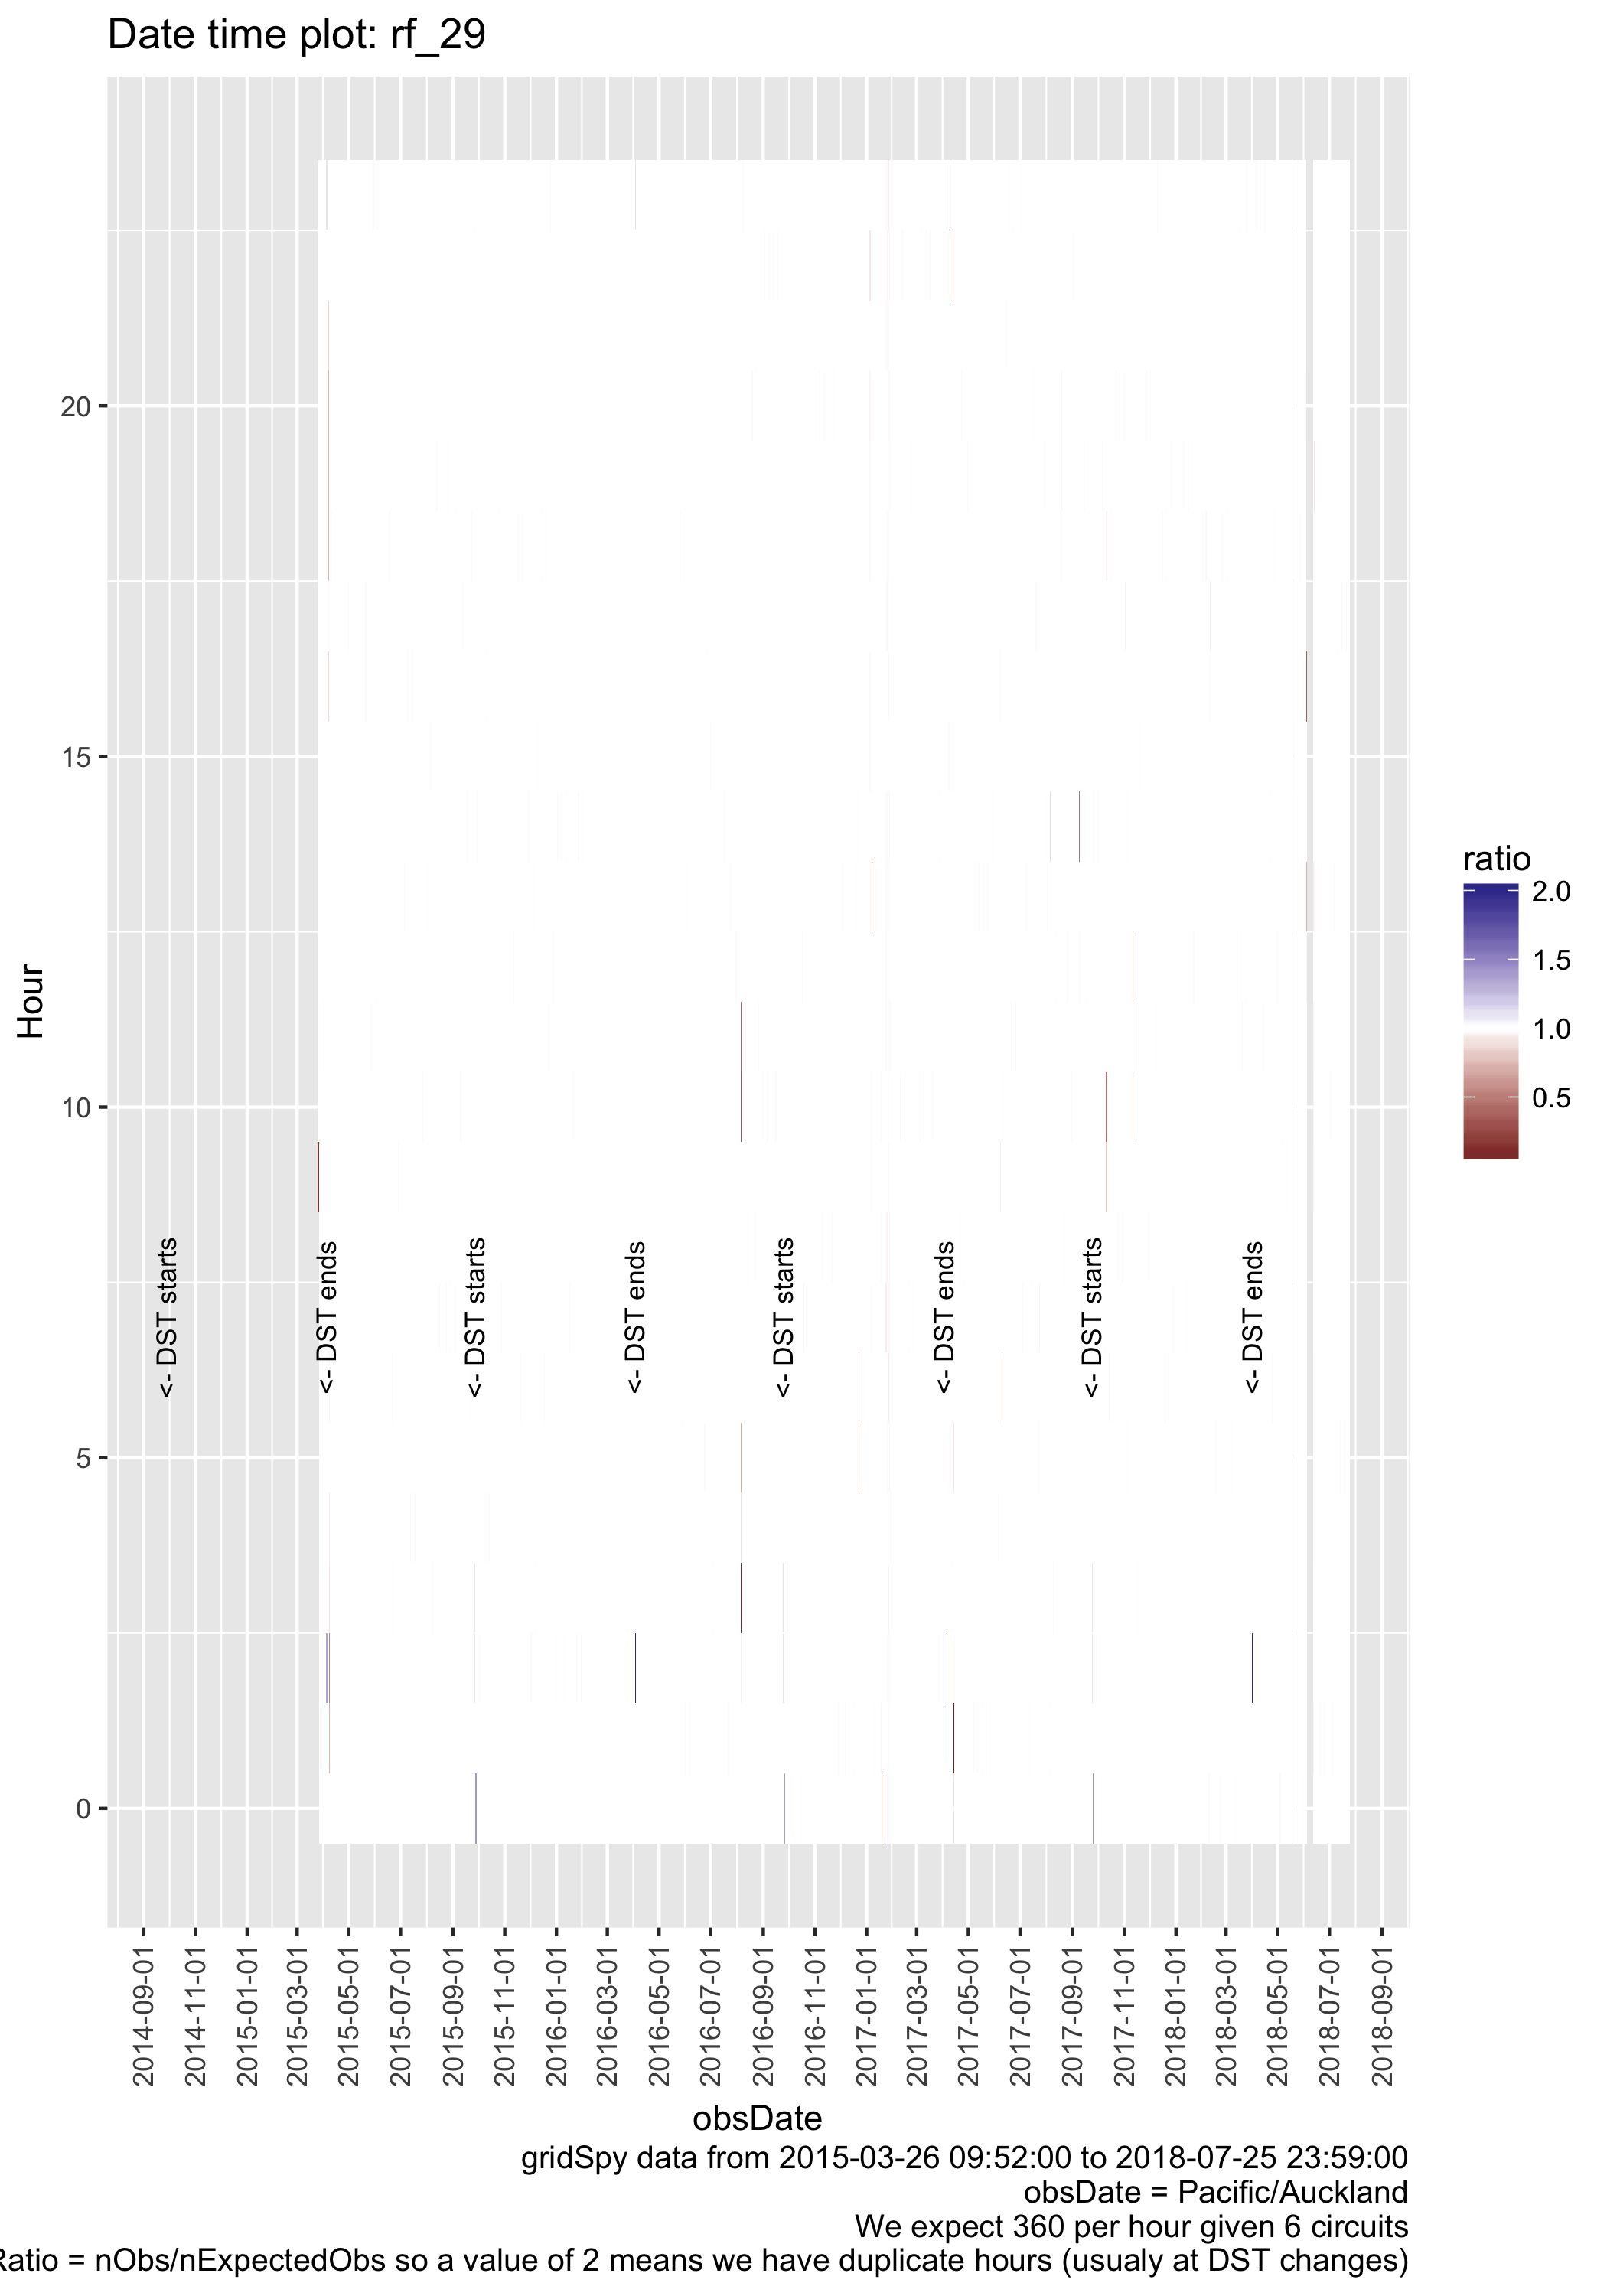 Date time plot: rf_29
Hour
20
15
10
5
0
<- DST starts
<- DST ends
<- DST starts
<- DST ends
<- DST starts
<- DST ends
<- DST starts
<- DST ends
ratio
2.0
1.5
1.0
0.5
2014-09-01
2014-11-01
2015-01-01
2015-03-01
2015-05-01
2015-07-01
2015-09-01
2015-11-01
2016-01-01
2016-03-01
2016-05-01
2016-07-01
2016-09-01
2016-11-01
2017-01-01
2017-03-01
2017-05-01
2017-07-01
2017-09-01
2017-11-01
2018-01-01
2018-03-01
2018-05-01
2018-07-01
2018-09-01
obsDate
gridSpy data from 2015-03-26 09:52:00 to 2018-07-25 23:59:00
obsDate = Pacific/Auckland
We expect 360 per hour given 6 circuits
Ratio = nObs/nExpectedObs so a value of 2 means we have duplicate hours (usualy at DST changes)